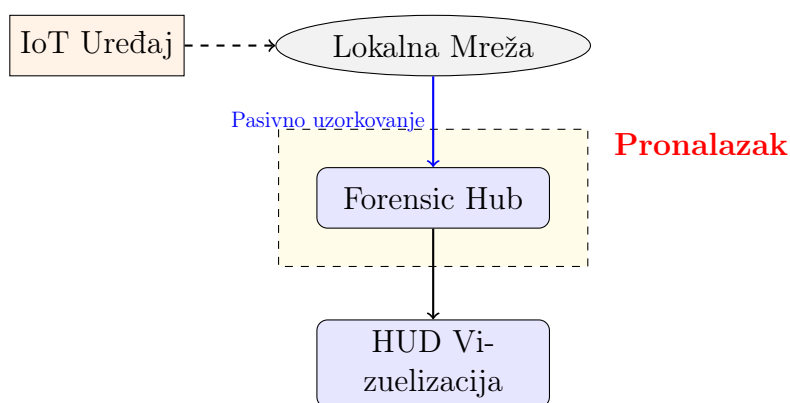 IoT Uređaj
Lokalna Mreža
Pasivno uzorkovanje
Pronalazak
Forensic Hub
HUD Vi-
zuelizacija